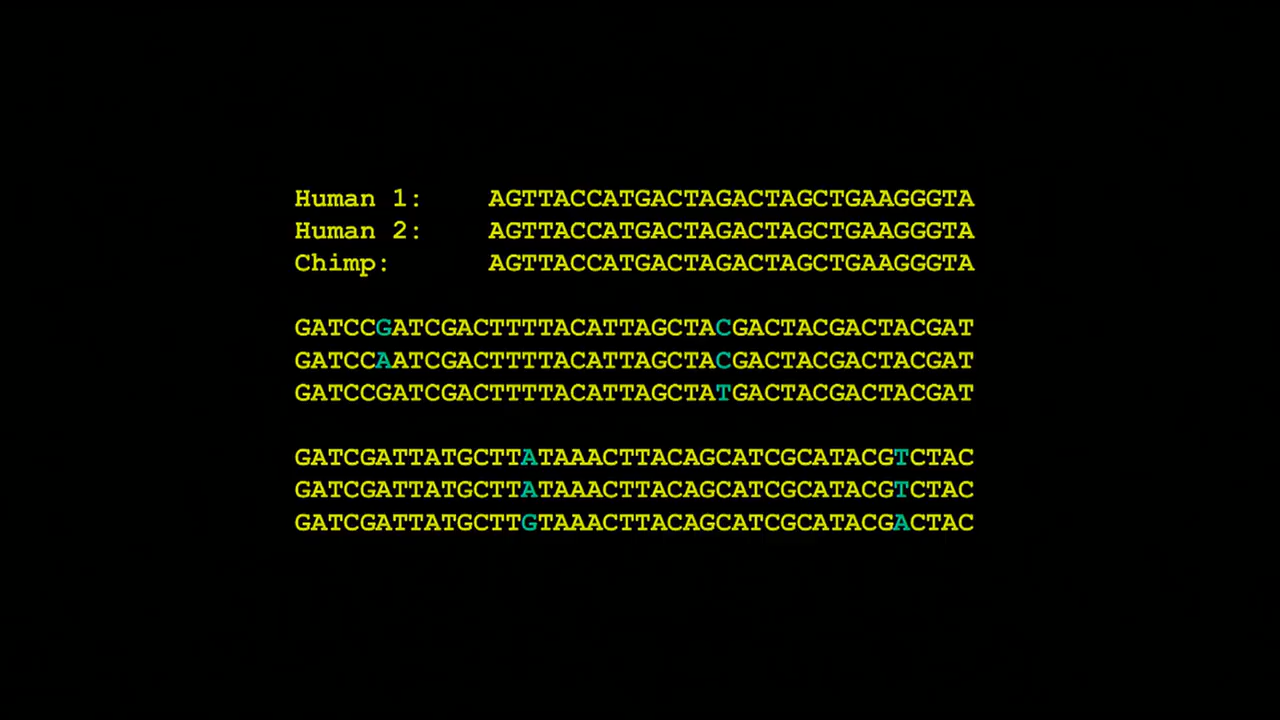 Human 1: AGTTACCATGACTAGACTAGCTGAAGGGTA
Human 2: AGTTACCATGACTAGACTAGCTGAAGGGTA
Chimp: AGTTACCATGACTAGACTAGCTGAAGGGTA
GATCCGATCGACTTTTACATTAGCTACGACTACGACTACGAT
GATCCAATCGACTTTTACATTAGCTACGACTACGACTACGAT
GATCCGATCGACTTTTACATTAGCTATGACTACGACTACGAT
GATCGATTATGCTTATAAACTTACAGCATCGCATACGTCTAC
GATCGATTATGCTTATAAACTTACAGCATCGCATACGTCTAC
GATCGATTATGCTTGTAAACTTACAGCATCGCATACGACTAC